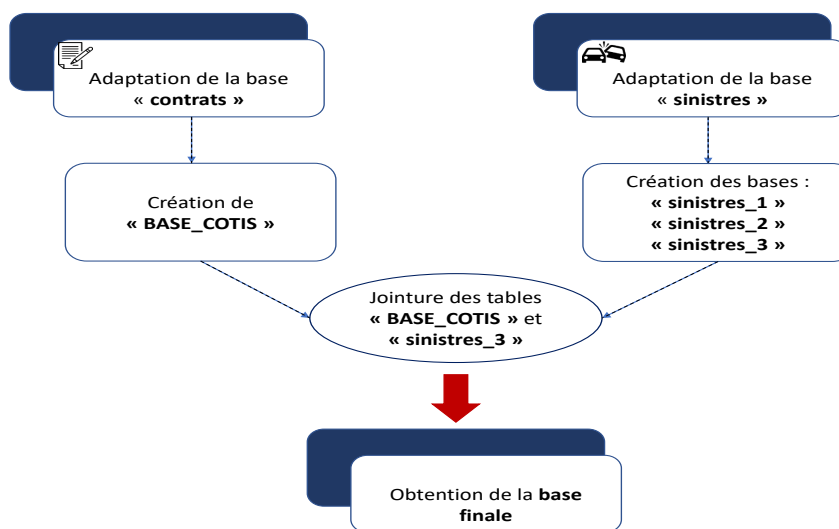 Adaptation de la base
« contrats »
Adaptation de la base
« sinistres »
Création de
« BASE_COTIS »
Création des bases :
« sinistres_1 »
« sinistres_2 »
« sinistres_3 »
Jointure des tables
« BASE_COTIS » et
« sinistres_3 »
Obtention de la base
finale